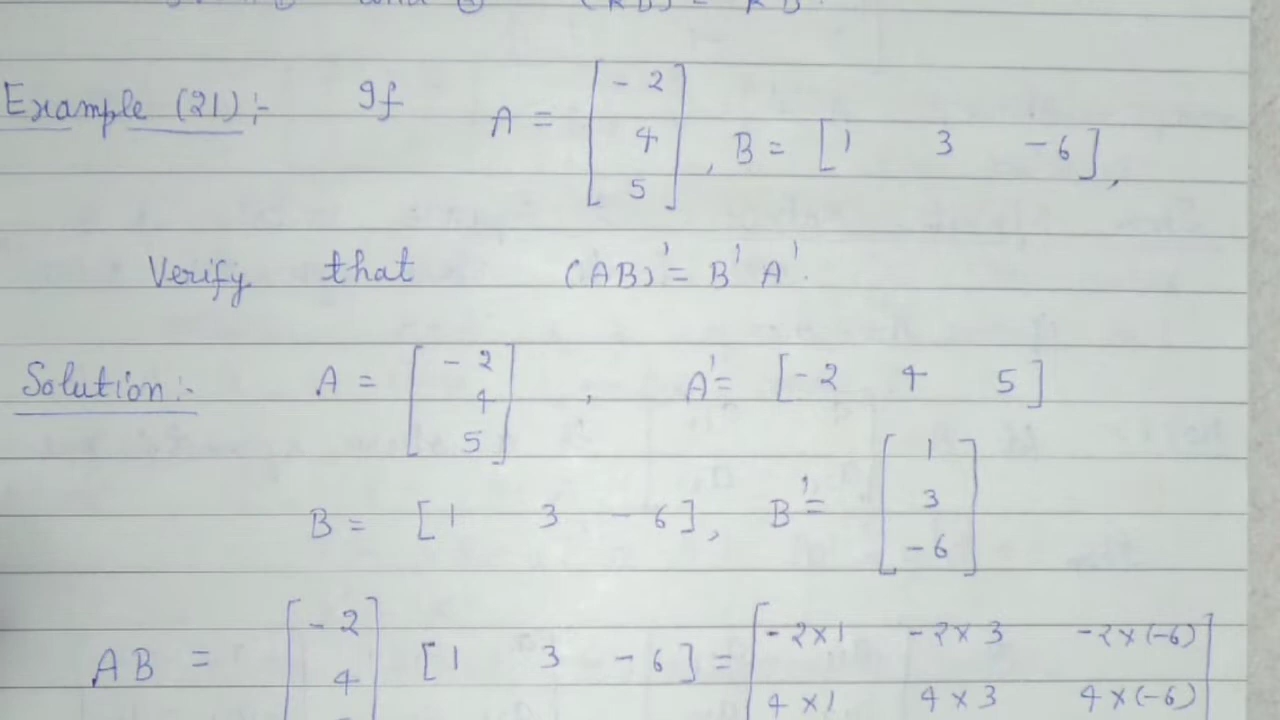 Example (21):- If A = [-2 4 5], B = [1 3 -6],
Verify that (AB)' = B' A'.
Solution:- A = [-2 4 5], A' = [-2 4 5]
B = [1 3 -6], B' = [1 3 -6]
AB = [-2 4 [1 3 -6] = [-2×1 -2×3 -2×(-6)]
4×1 4×3 4×(-6)